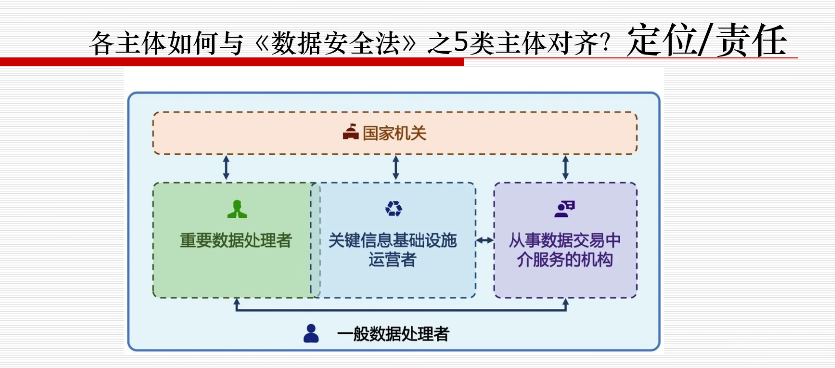 各主体如何与《数据安全法》之5类主体对齐？定位/责任
国家机关
重要数据处理者
关键信息基础设施
运营者
从事数据交易中
介服务的机构
一般数据处理者